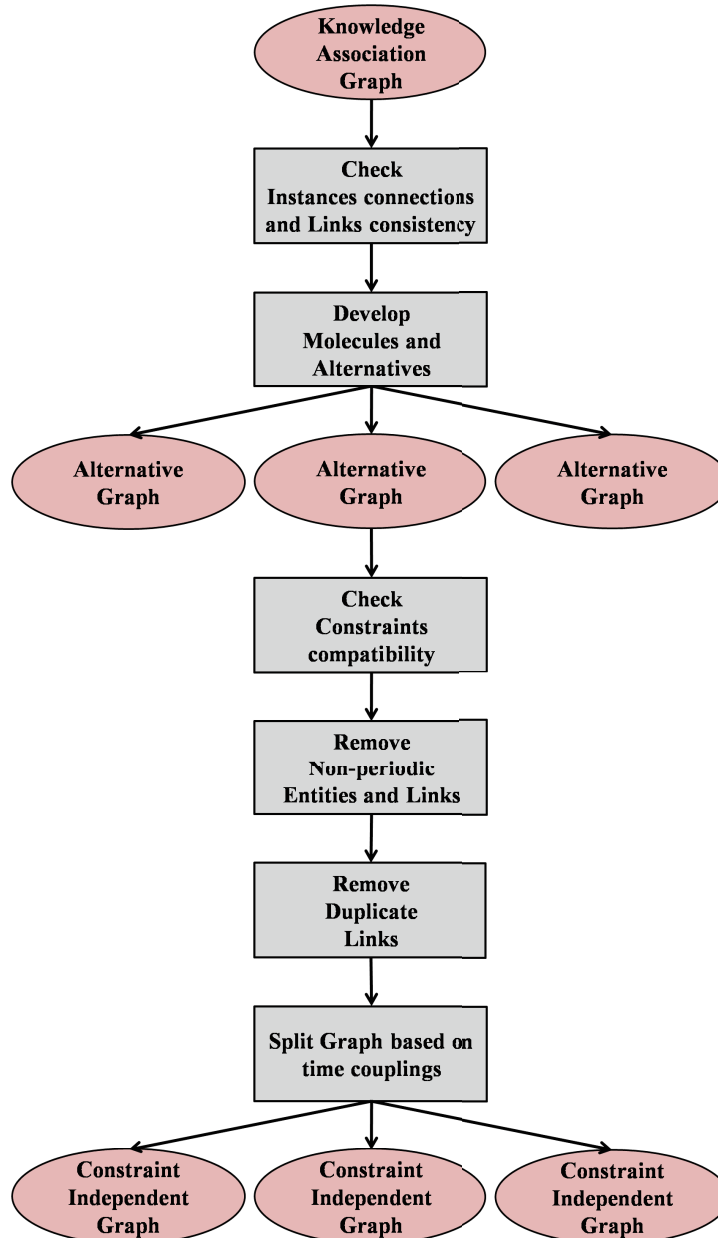 Knowledge
Association
Graph
Check
Instances connections
and Links consistency
Develop
Molecules and
Alternatives
Alternative
Graph
Alternative
Graph
Alternative
Graph
Check
Constraints
compatibility
Remove
Non-periodic
Entities and Links
Remove
Duplicate
Links
Split Graph based on
time couplings
Constraint
Independent
Graph
Constraint
Independent
Graph
Constraint
Independent
Graph